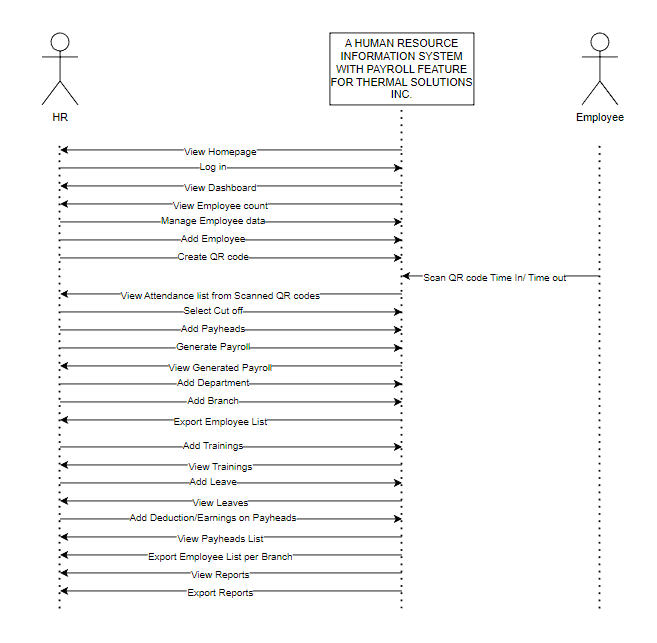 A HUMAN RESOURCE
INFORMATION SYSTEM
WITH PAYROLL FEATURE
FOR THERMAL SOLUTIONS
INC.
HR
Employee
View Homepage
Log in
View Dashboard
View Employee count
Manage Employee data
Add Employee
Create QR code
Scan QR code Time In/ Time out
View Attendance list from Scanned QR codes
Select Cut off
Add Payheads
Generate Payroll
View Generated Payroll
Add Department
Add Branch
Export Employee List
Add Trainings
View Trainings
Add Leave
View Leaves
Add Deduction/Earnings on Payheads
View Payheads List
Export Employee List per Branch
View Reports
Export Reports